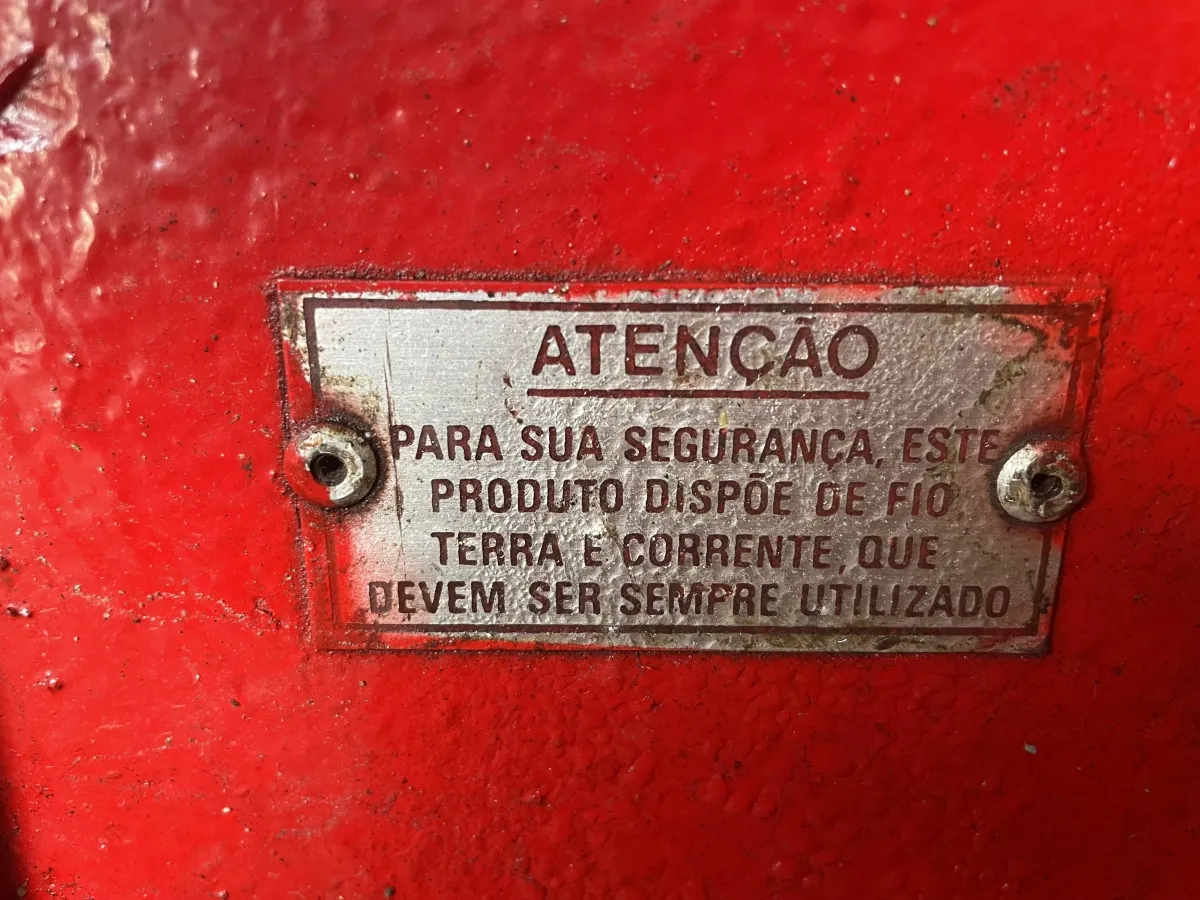 ATENÇÃO
PARA SUA SEGURANÇA, ESTE
PRODUTO DISPÕE DE FIO
TERRA E CORRENTE, QUE
DEVEM SER SEMPRE UTILIZADO